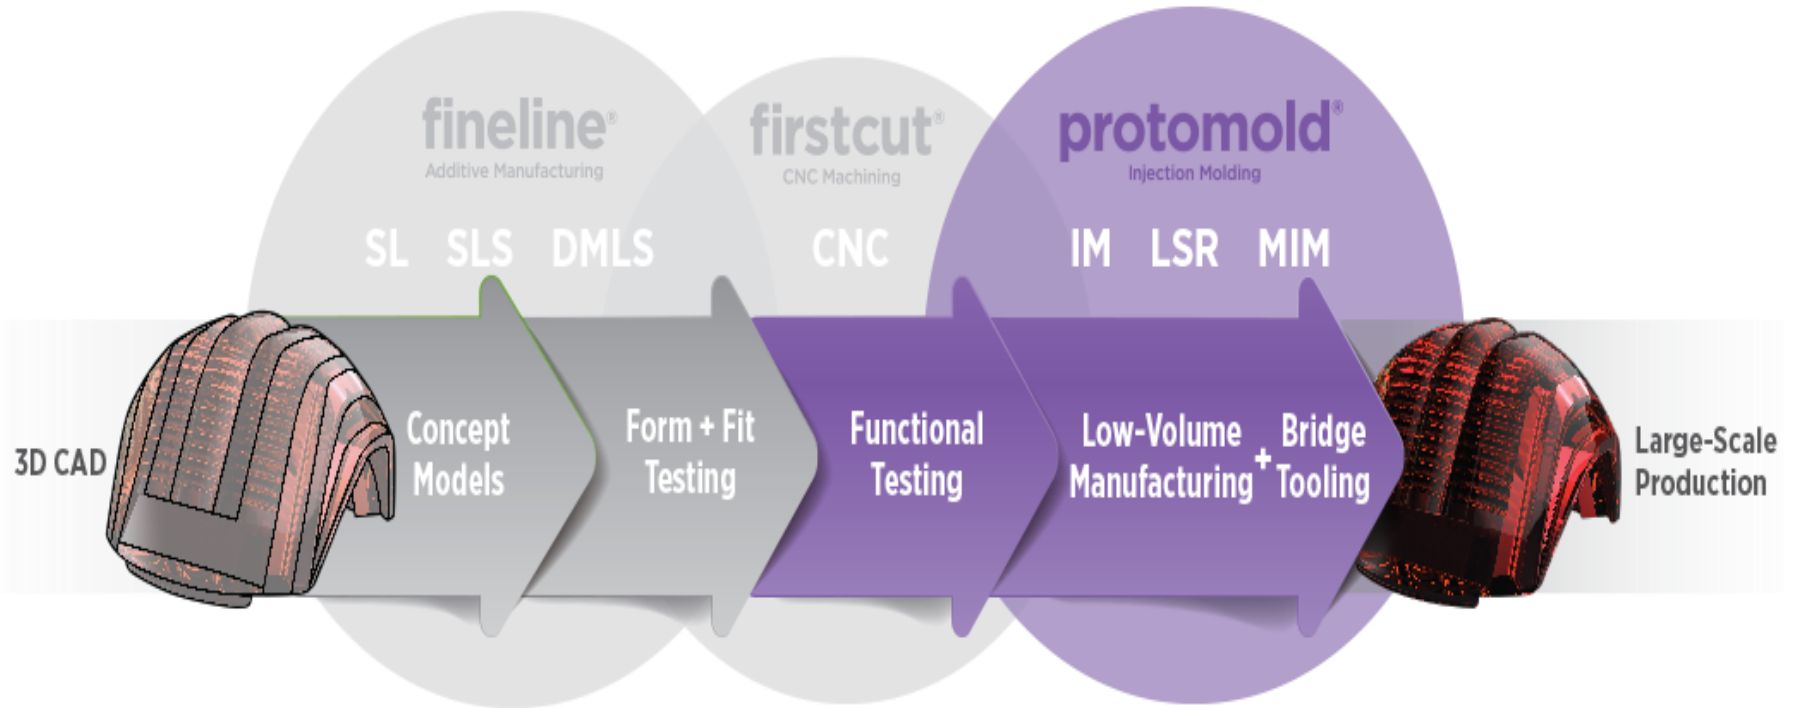 fineline®
Additive Manufacturing
SL SLS DMLS
firstcut®
CNC Machining
CNC
protomold®
Injection Molding
IM LSR MIM
3D CAD
Concept
Models
Form + Fit
Testing
Functional
Testing
Low-Volume
Manufacturing
+
Bridge
Tooling
Large-Scale
Production